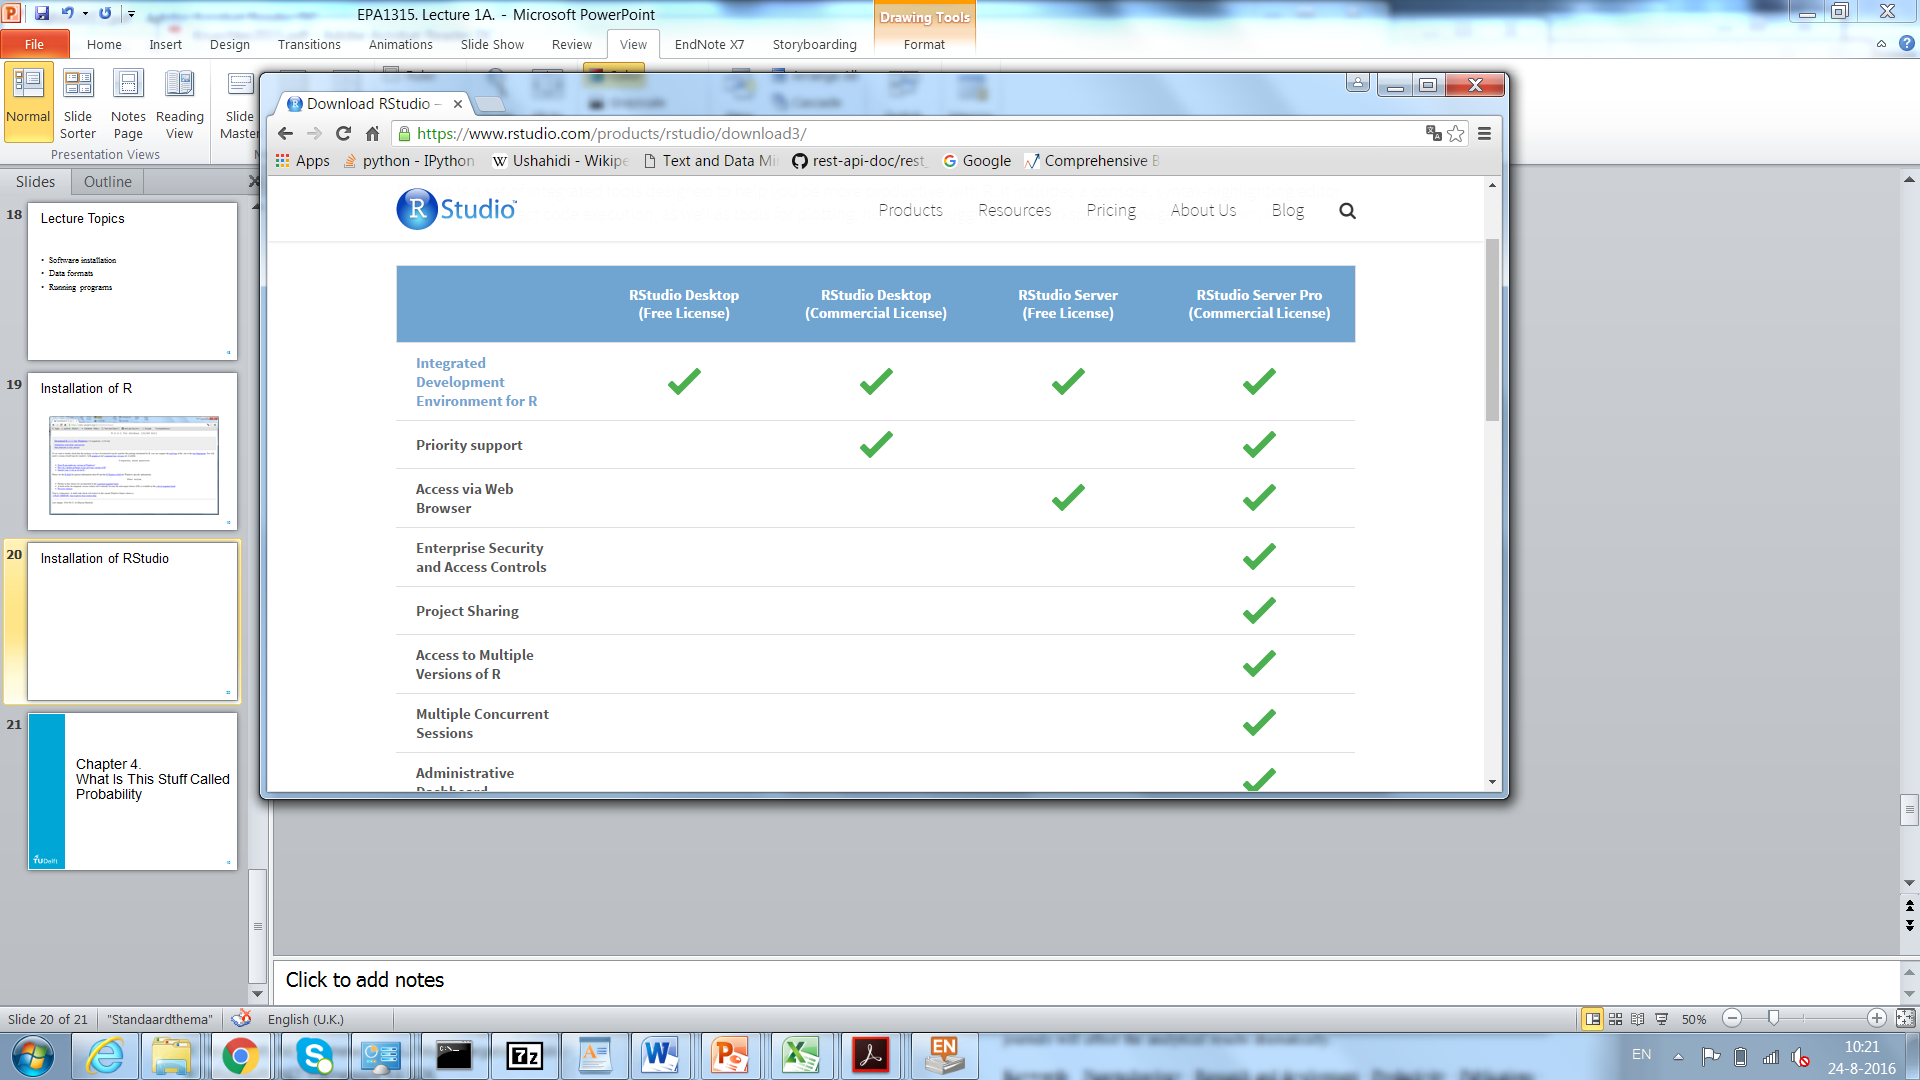 EPA1315. Lecture 1A. - Microsoft PowerPoint
Drawing Tools
File
Home
Insert
Design
Transitions
Animations
Slide Show
Review
View
EndNote X7
Storyboarding
Format
Normal
Slide
Sorter
Notes
Page
Reading
View
Slide
Master
Presentation Views
Slides
Outline
18
Lecture Topics
• Software installation
• Data formats
• Running programs
19
Installation of R
20
Installation of RStudio
21
Chapter 4.
What Is This Stuff Called
Probability
TUDelft
Download RStudio –
https://www.rstudio.com/products/rstudio/download3/
Apps
python - IPython
Ushahidi - Wikipe
Text and Data Mi
rest-api-doc/rest
Google
Comprehensive
R Studio
Products
Resources
Pricing
About Us
Blog
RStudio Desktop
(Free License)
RStudio Desktop
(Commercial License)
RStudio Server
(Free License)
RStudio Server Pro
(Commercial License)
Integrated
Development
Environment for R
Priority support
Access via Web
Browser
Enterprise Security
and Access Controls
Project Sharing
Access to Multiple
Versions of R
Multiple Concurrent
Sessions
Administrative
Dashboard
Click to add notes
Slide 20 of 21
"Standaardthema"
English (U.K.)
50%
EN
EN
10:21
24-8-2016